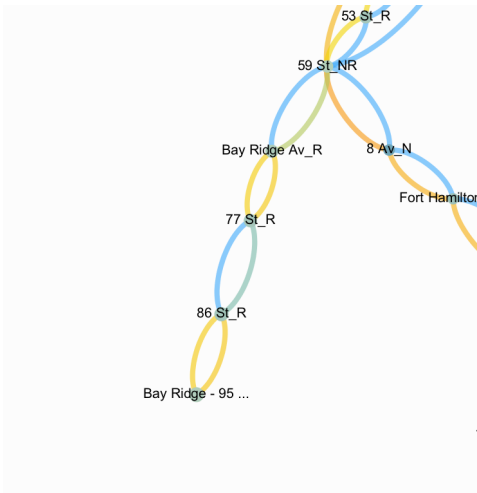 53 St_R
59 St_NR
Bay Ridge Av_R
8 Av_N
Fort Hamilton
77 St_R
86 St_R
Bay Ridge - 95 ...